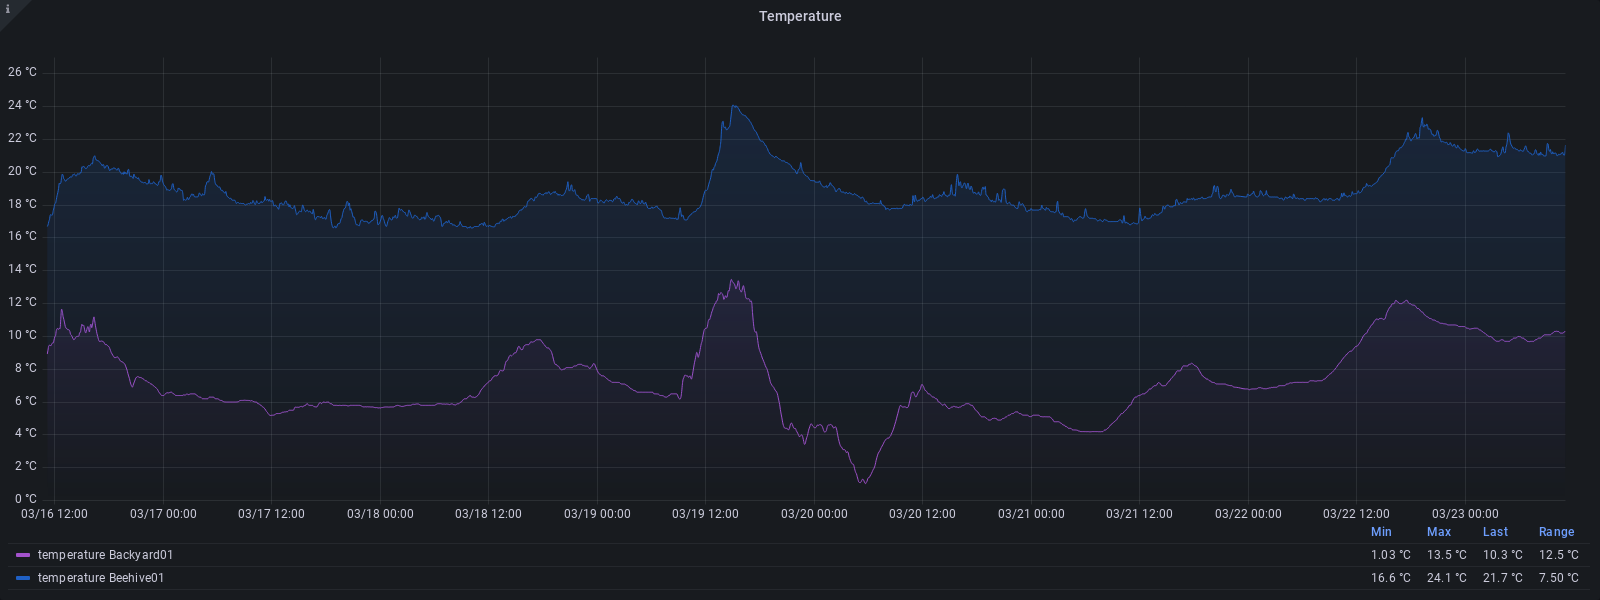 i
Temperature
26 °C
24 °C
22 °C
20 °C
18 °C
16 °C
14 °C
12 °C
10 °C
8 °C
6 °C
4 °C
2 °C
0 °C
03/16 12:00 03/17 00:00 03/17 12:00 03/18 00:00 03/18 12:00 03/19 00:00 03/19 12:00 03/20 00:00 03/20 12:00 03/21 00:00 03/21 12:00 03/22 00:00 03/22 12:00 03/23 00:00
Min Max Last Range
temperature Backyard01 1.03 °C 13.5 °C 10.3 °C 12.5 °C
temperature Beehive01 16.6 °C 24.1 °C 21.7 °C 7.50 °C